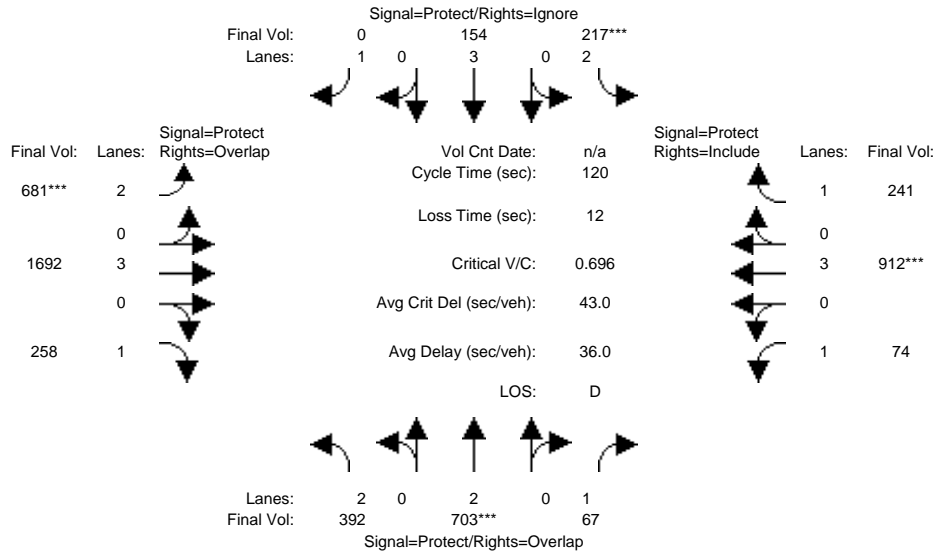 Signal=Protect/Rights=Ignore
Final Vol: 0 154 217***
Lanes: 1 0 3 0 2
Signal=Protect Signal=Protect
Final Vol: Lanes: Rights=Overlap Vol Cnt Date: n/a Rights=Include Lanes: Final Vol:
Cycle Time (sec): 120
681*** 2 1 241
Loss Time (sec): 12
0 0
1692 3 Critical V/C: 0.696 3 912***
0 Avg Crit Del (sec/veh): 43.0 0
258 1 Avg Delay (sec/veh): 36.0 1 74
LOS: D
Lanes: 2 0 2 0 1
Final Vol: 392 703*** 67
Signal=Protect/Rights=Overlap